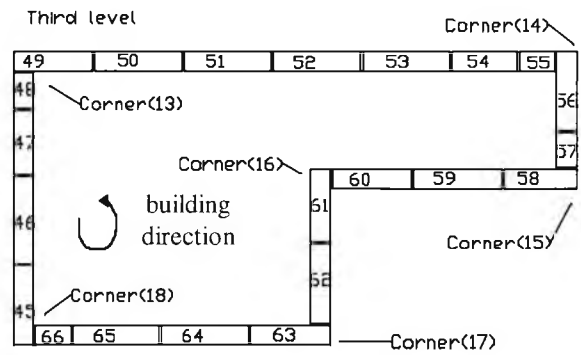 Third level
Corner(14)
49 50 51 52 53 54 55
48
Corner(13)
56
47
57
Corner(16)
60 59 58
61
building
direction
46
Corner(15)
62
Corner(18)
45
66 65 64 63
Corner(17)